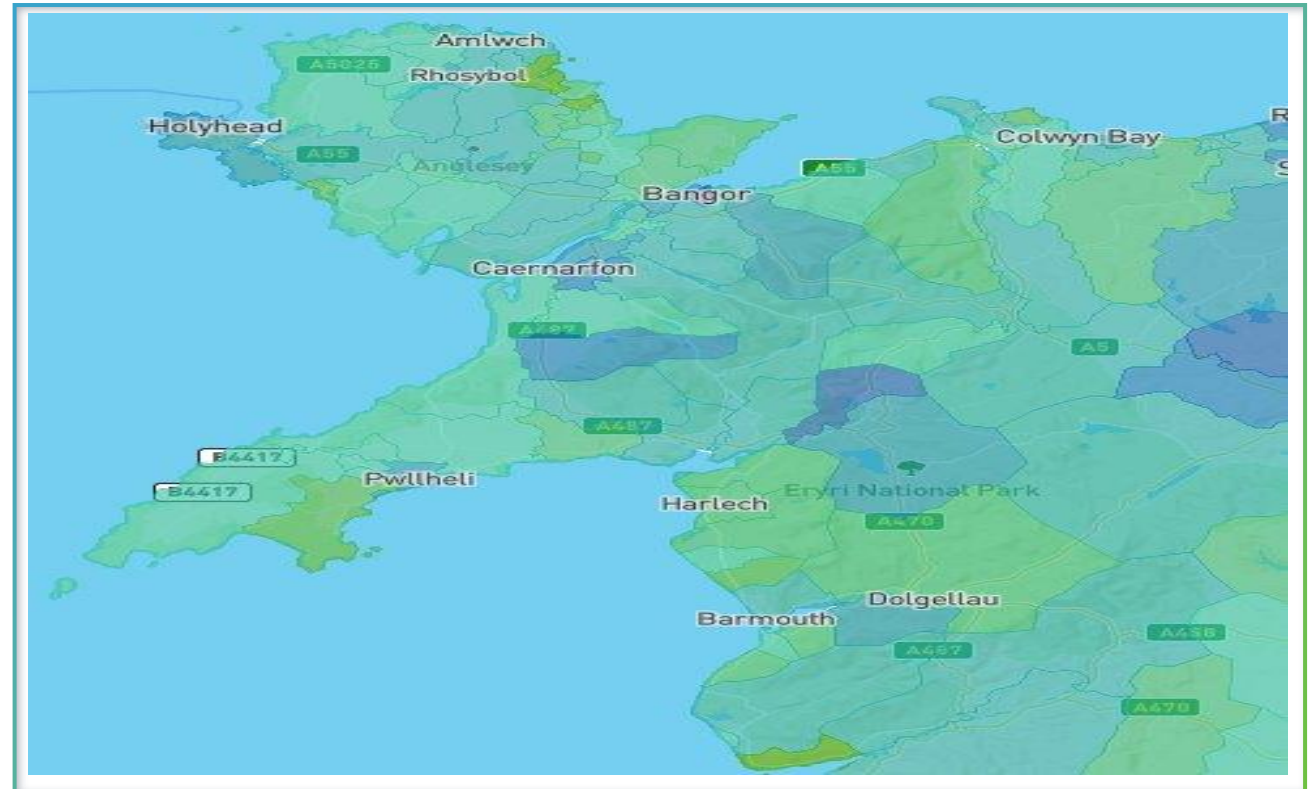 Amlwch
A5025
Rhosybol
Holyhead
Colwyn Bay
A55
Anglesey
A55
Bangor
Caernarfon
A487
A5
A487
B4417
Pwllheli
B4417
Eryri National Park
Harlech
A470
Dolgellau
Barmouth
A458
A487
A470